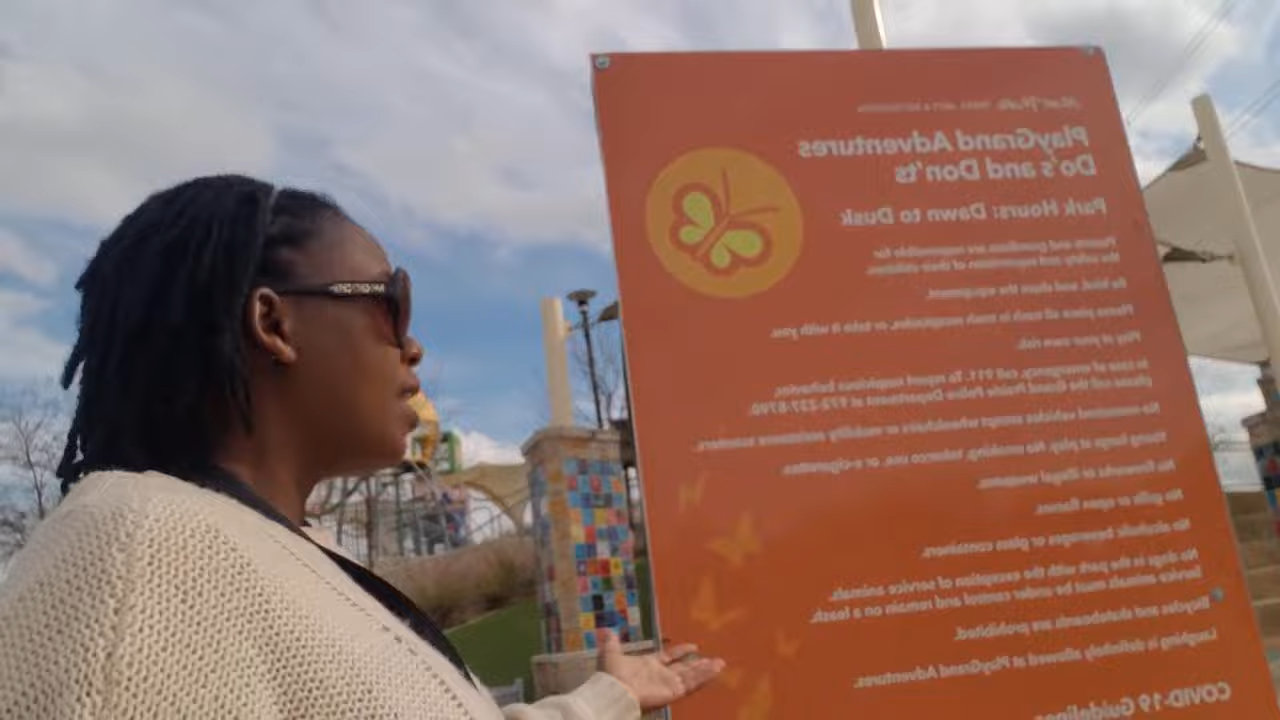 PlayGrand Adventures
Do's and Don'ts
Park Hours: Dawn to Dusk
Parents and guardians are responsible for
the safety and supervision of their children.
Be kind, and share the equipment.
Please place all trash in trash receptacles, or take it with you.
Play at your own risk.
In case of emergency, call 911. To report suspicious behavior,
please call the Grand Prairie Police Department at 972-237-8790.
No motorized vehicles except wheelchairs or mobility assistance scooters.
Young lungs at play. No smoking, tobacco use, or e-cigarettes.
No fireworks or illegal weapons.
No grills or open flames.
No alcoholic beverages or glass containers.
No dogs in the park with the exception of service animals.
Service animals must be under control and remain on a leash.
Bicycles and skateboards are prohibited.
Laughing is definitely allowed at PlayGrand Adventures.
COVID-19 Guidelines